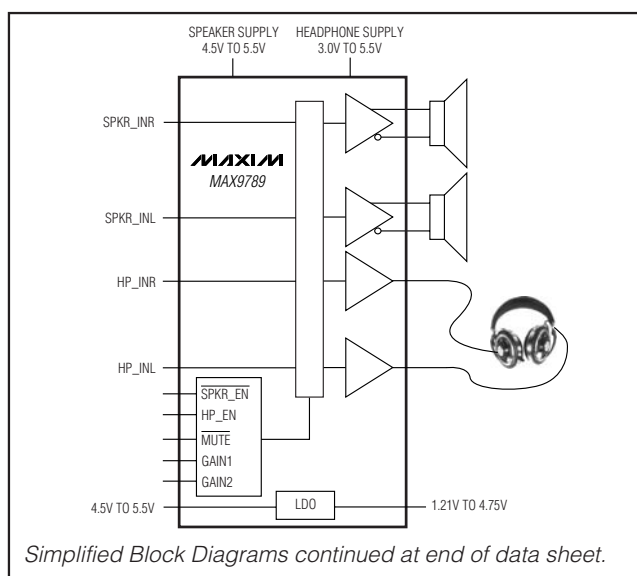 SPEAKER SUPPLY
4.5V TO 5.5V
HEADPHONE SUPPLY
3.0V TO 5.5V
SPKR_INR
MAXIM
MAX9789
SPKR_INL
HP_INR
HP_INL
SPKR_EN
HP_EN
MUTE
GAIN1
GAIN2
4.5V TO 5.5V
LDO
1.21V TO 4.75V
Simplified Block Diagrams continued at end of data sheet.